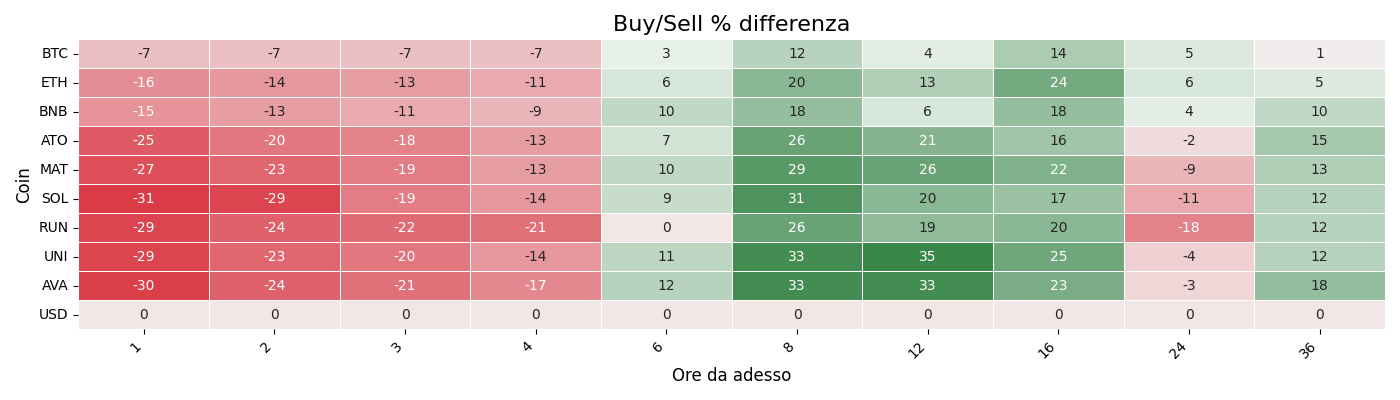 Buy/Sell % differenza
Coin
BTC -7 -7 -7 -7 3 12 4 14 5 1
ETH -16 -14 -13 -11 6 20 13 24 6 5
BNB -15 -13 -11 -9 10 18 6 18 4 10
ATO -25 -20 -18 -13 7 26 21 16 -2 15
MAT -27 -23 -19 -13 10 29 26 22 -9 13
SOL -31 -29 -19 -14 9 31 20 17 -11 12
RUN -29 -24 -22 -21 0 26 19 20 -18 12
UNI -29 -23 -20 -14 11 33 35 25 -4 12
AVA -30 -24 -21 -17 12 33 33 23 -3 18
USD 0 0 0 0 0 0 0 0 0 0
1 2 3 4 6 8 12 16 24 36
Ore da adesso